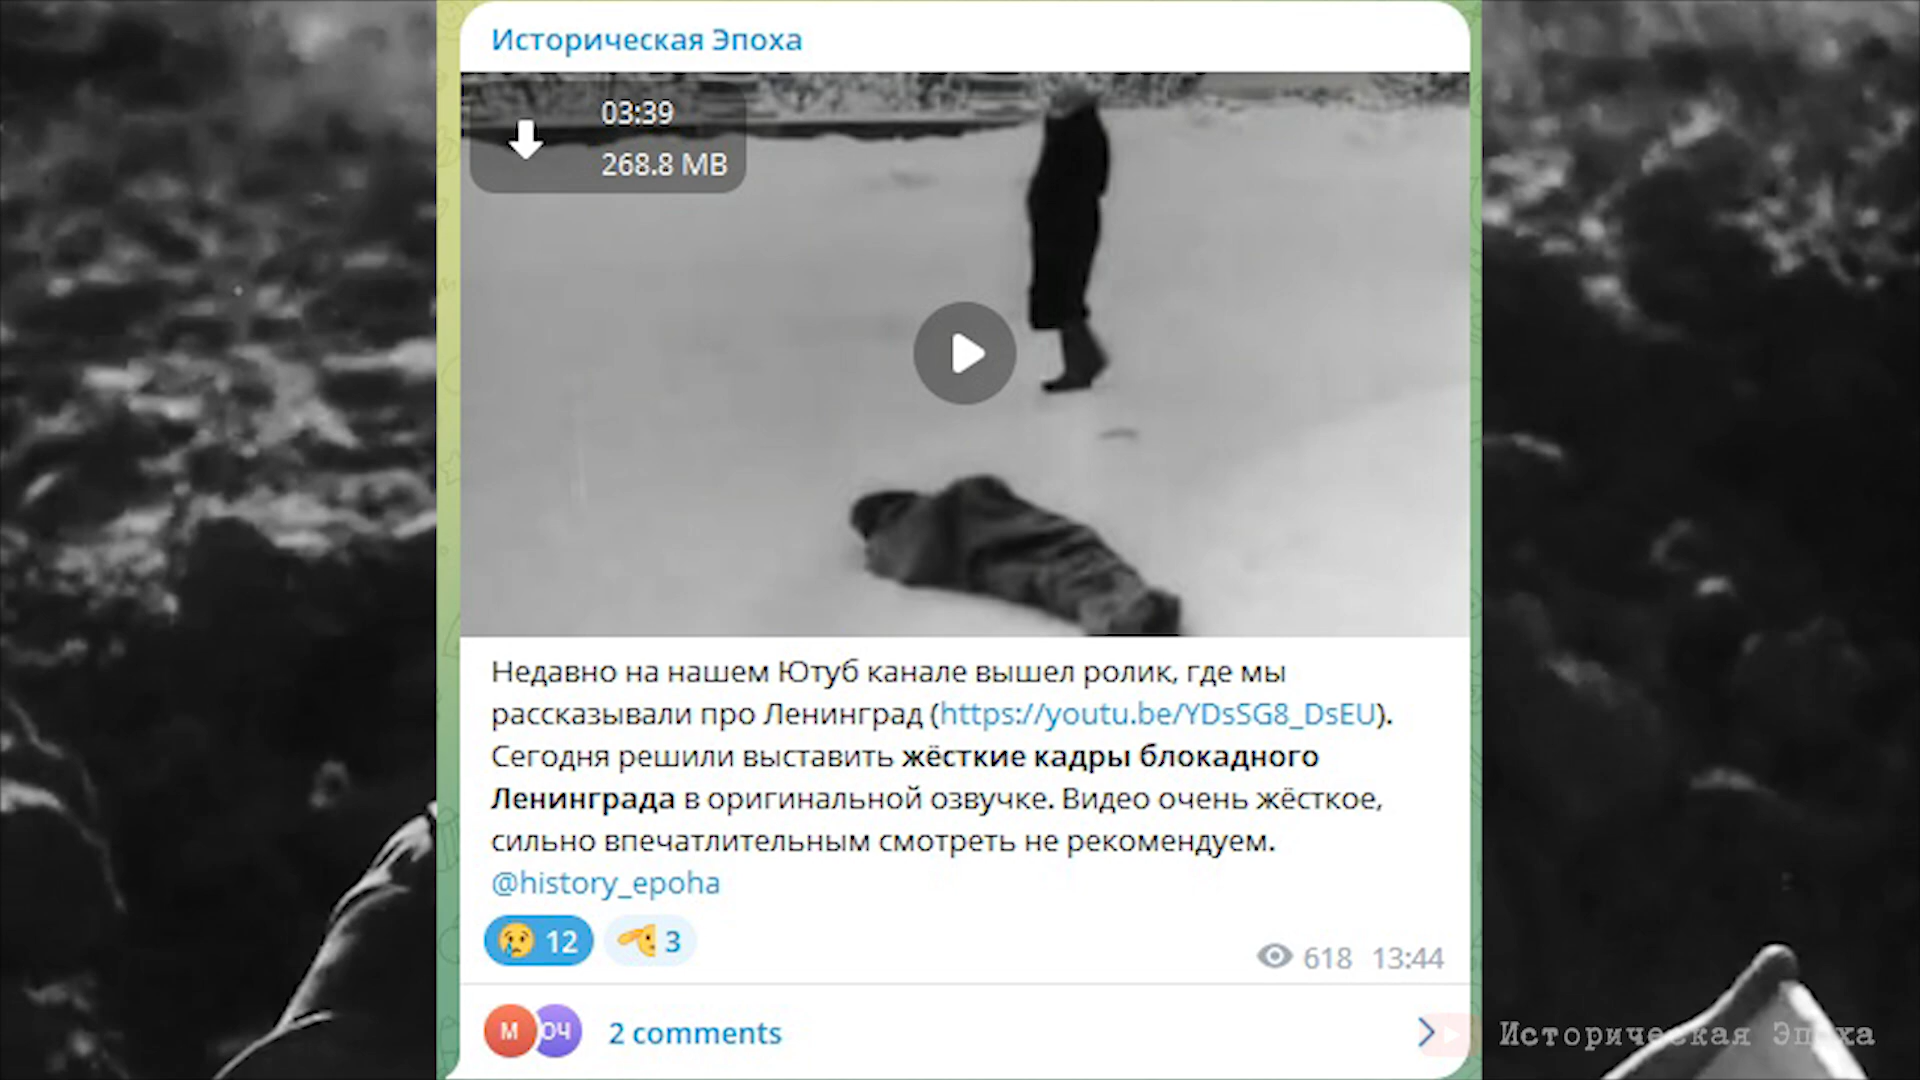 Историческая Эпоха
03:39
268.8 MB
Недавно на нашем Ютуб канале вышел ролик, где мы
рассказывали про Ленинград (https://youtu.be/YDsSG8_DsEU).
Сегодня решили выставить жёсткие кадры блокадного
Ленинграда в оригинальной озвучке. Видео очень жёсткое,
сильно впечатлительным смотреть не рекомендуем.
@history_epoha
12 3
618 13:44
М ОЧ 2 comments
Историческая Эпоха